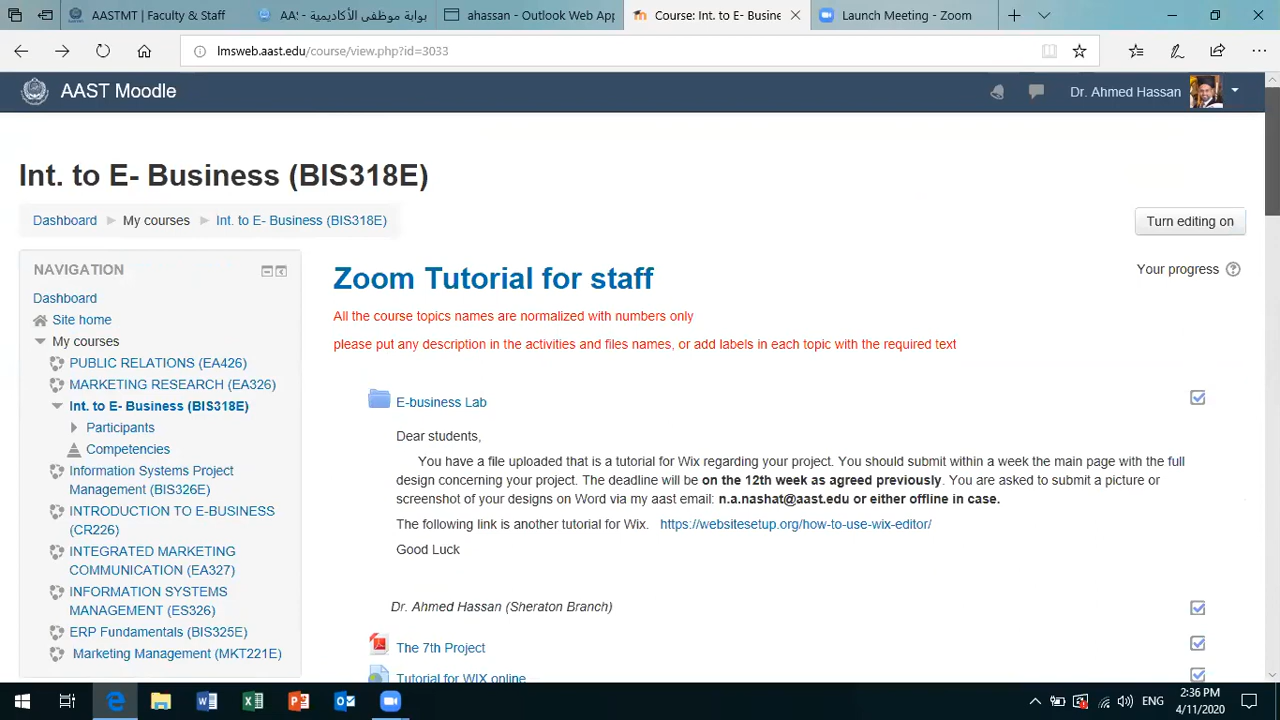 AASTMT | Faculty & Staff
بوابة موظفى الأكاديمية - AAS
ahassan - Outlook Web App
Course: Int. to E- Busine
Launch Meeting - Zoom
lmsweb.aast.edu/course/view.php?id=3033
AAST Moodle
Dr. Ahmed Hassan
Int. to E- Business (BIS318E)
Dashboard
My courses
Int. to E- Business (BIS318E)
Turn editing on
NAVIGATION
Dashboard
Site home
My courses
PUBLIC RELATIONS (EA426)
MARKETING RESEARCH (EA326)
Int. to E- Business (BIS318E)
Participants
Competencies
Information Systems Project
Management (BIS326E)
INTRODUCTION TO E-BUSINESS
(CR226)
INTEGRATED MARKETING
COMMUNICATION (EA327)
INFORMATION SYSTEMS
MANAGEMENT (ES326)
ERP Fundamentals (BIS325E)
Marketing Management (MKT221E)
Zoom Tutorial for staff
Your progress
All the course topics names are normalized with numbers only
please put any description in the activities and files names, or add labels in each topic with the required text
E-business Lab
Dear students,
You have a file uploaded that is a tutorial for Wix regarding your project. You should submit within a week the main page with the full
design concerning your project. The deadline will be on the 12th week as agreed previously. You are asked to submit a picture or
screenshot of your designs on Word via my aast email: n.a.nashat@aast.edu or either offline in case.
The following link is another tutorial for Wix. https://websitesetup.org/how-to-use-wix-editor/
Good Luck
Dr. Ahmed Hassan (Sheraton Branch)
The 7th Project
Tutorial for WIX online
ENG
2:36 PM
4/11/2020